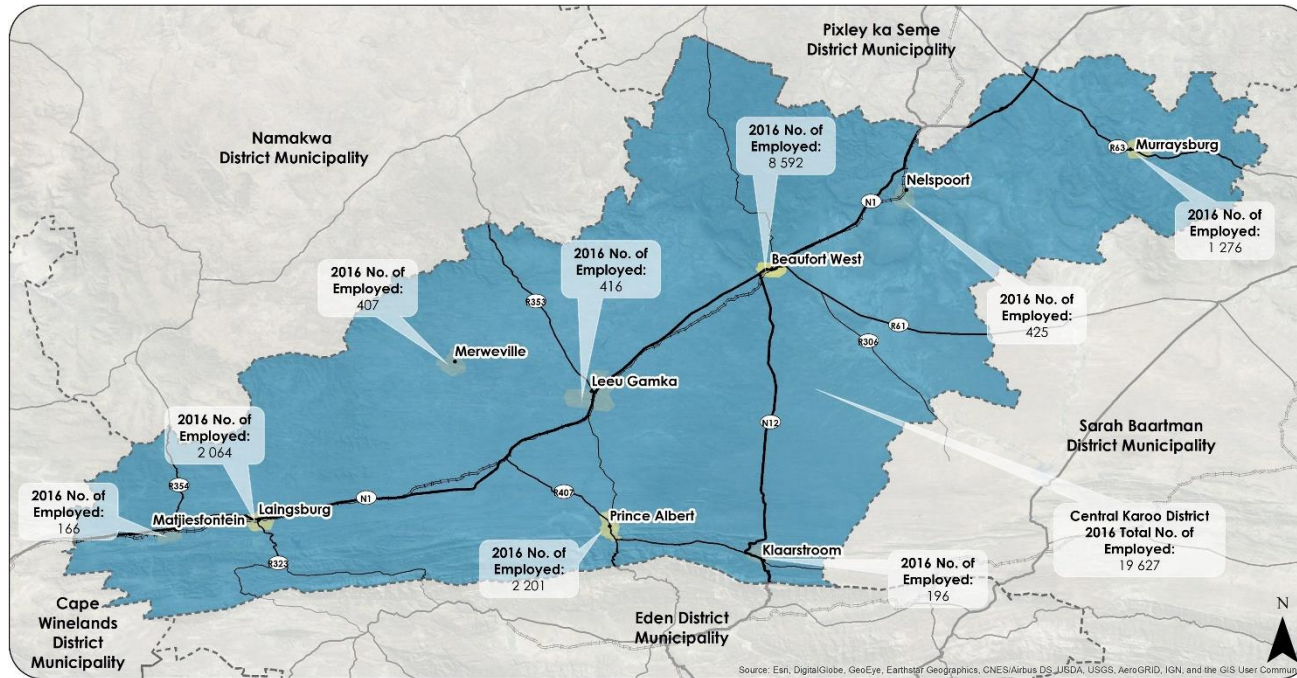 Pixley ka Seme
District Municipality
Namakwa
District Municipality
2016 No. of
Employed:
8 592
R63
Murraysburg
Nelspoort
N1
2016 No. of
Employed:
1 276
2016 No. of
Employed:
407
2016 No. of
Employed:
416
Beaufort West
R353
2016 No. of
Employed:
425
R61
R306
Merweville
Leeu Gamka
2016 No. of
Employed:
2 064
N12
Sarah Baartman
District Municipality
R354
2016 No. of
Employed:
166
Matjiesfontein
Laingsburg
N1
R407
Prince Albert
Central Karoo District
2016 Total No. of
Employed:
19 627
Klaarstroom
R323
2016 No. of
Employed:
2 201
2016 No. of
Employed:
196
Cape
Winelands
District
Municipality
Eden District
Municipality
N
Source: Esri, DigitalGlobe, GeoEye, Earthstar Geographics, CNES/Airbus DS, USDA, USGS, AeroGRID, IGN, and the GIS User Commun